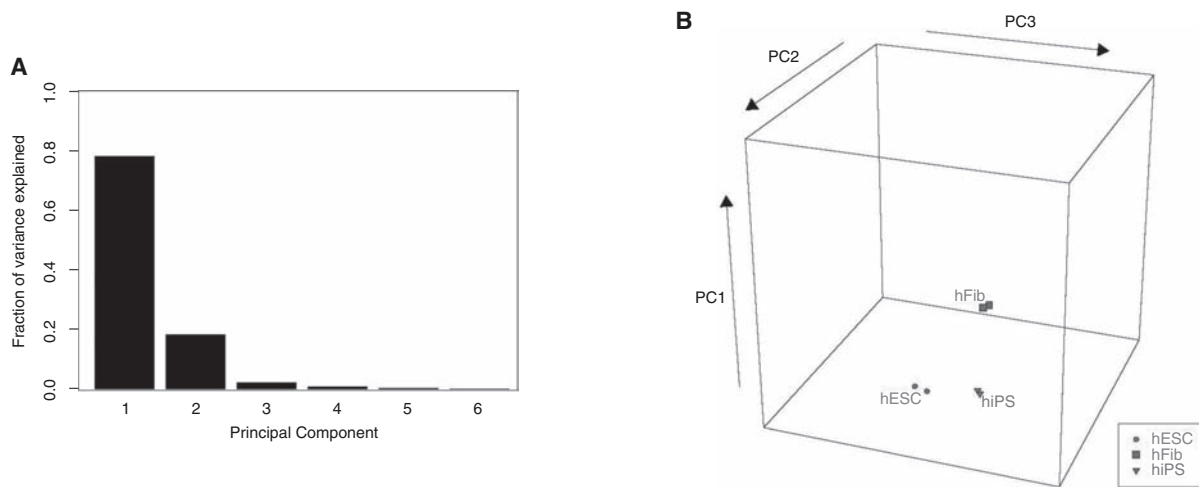 A
Fraction of variance explained
1.0
0.8
0.6
0.4
0.2
0.0
1 2 3 4 5 6
Principal Component
B
PC3
PC2
PC1
hFib
hESC
hiPS
hESC
hFib
hiPS